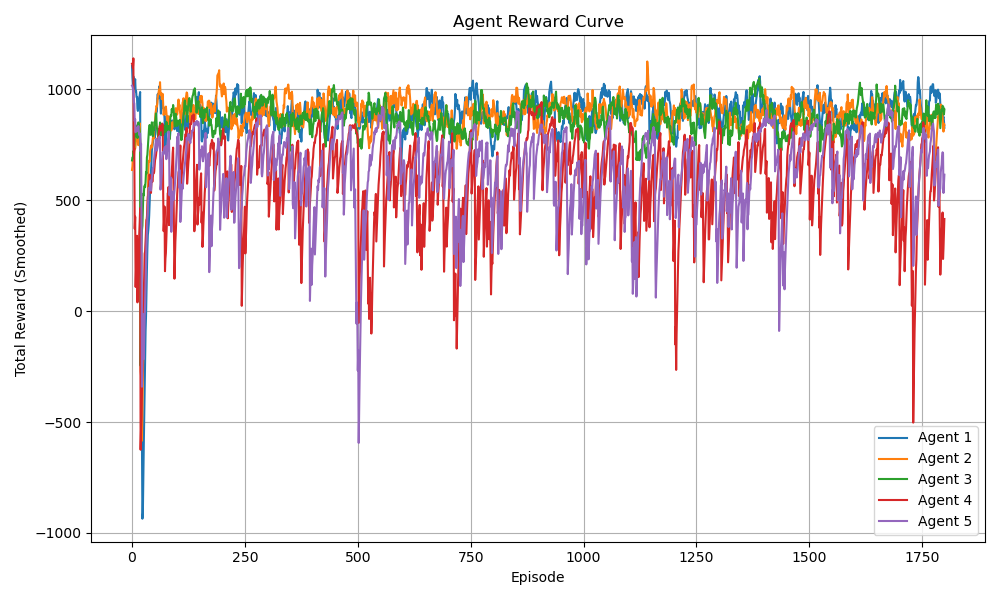 Agent Reward Curve
Total Reward (Smoothed)
1000
500
0
−500
−1000
0 250 500 750 1000 1250 1500 1750
Episode
Agent 1
Agent 2
Agent 3
Agent 4
Agent 5